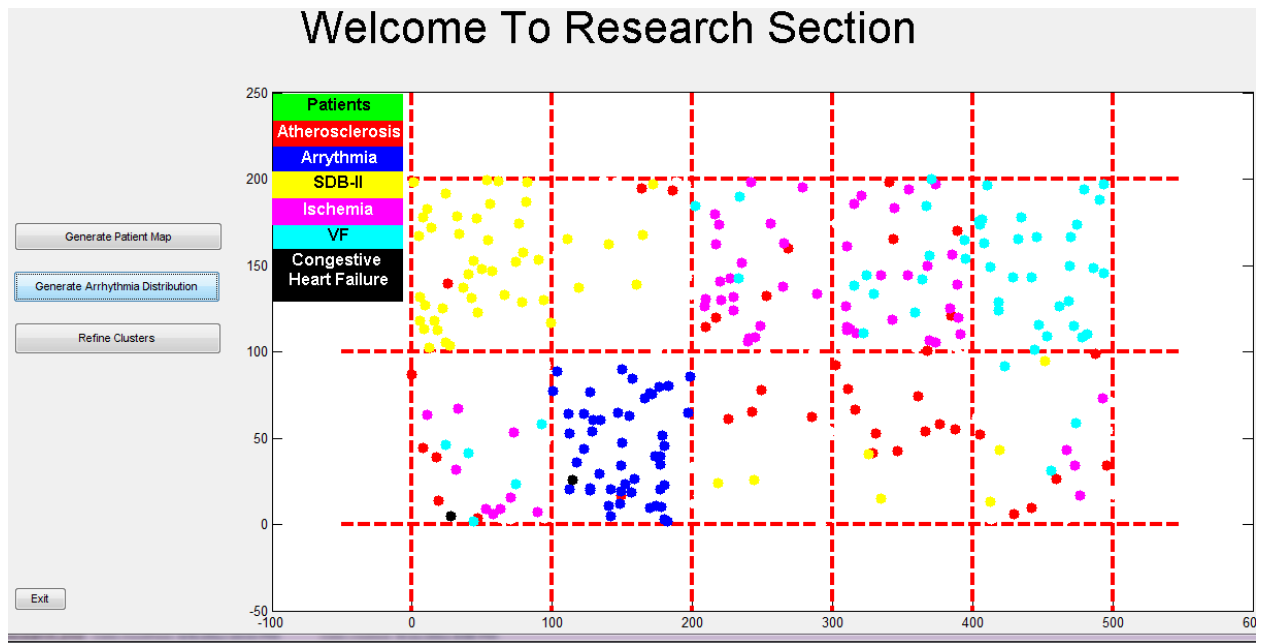 Welcome To Research Section
Generate Patient Map
Generate Arrhythmia Distribution
Refine Clusters
Exit
Patients
Atherosclerosis
Arrythmia
SDB-II
Ischemia
VF
Congestive
Heart Failure
250
200
150
100
50
0
-50
-100
0
100
200
300
400
500
60